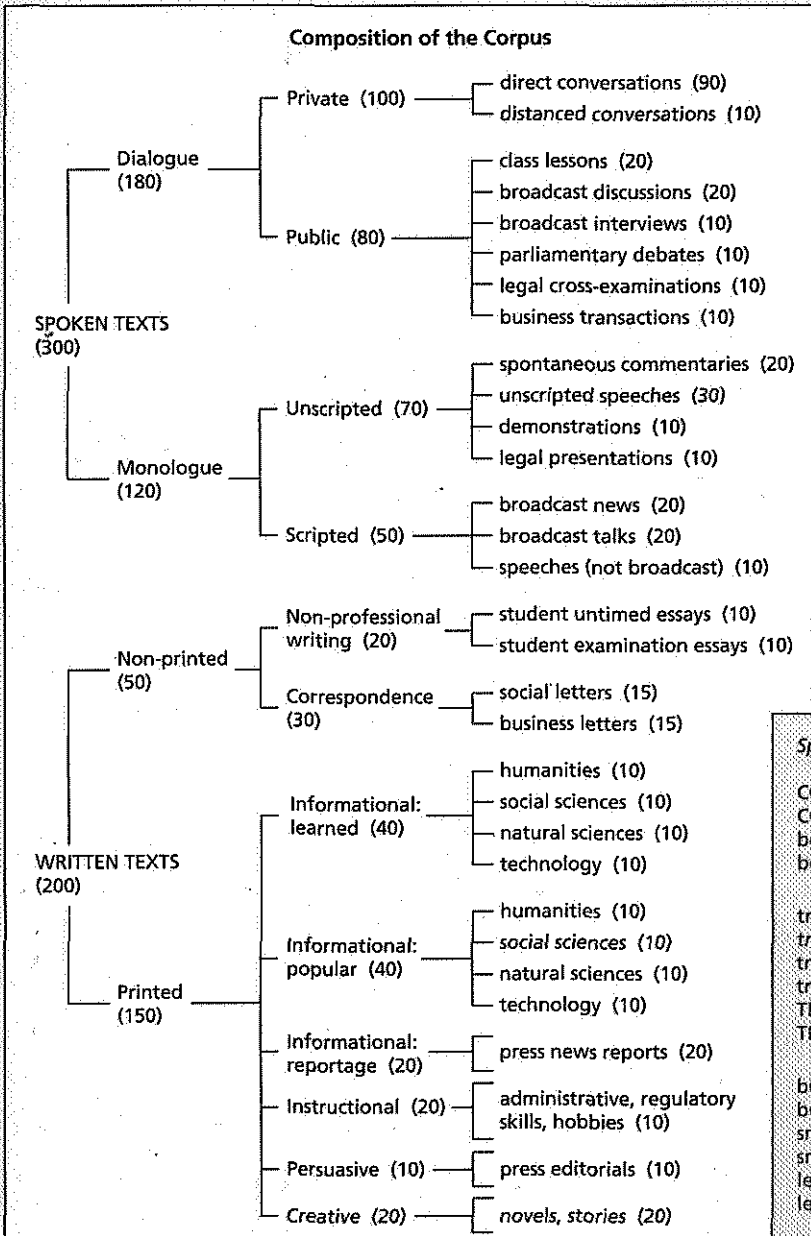 Composition of the Corpus
SPOKEN TEXTS
(300)
Dialogue
(180)
Private (100)
direct conversations (90)
distanced conversations (10)
Public (80)
class lessons (20)
broadcast discussions (20)
broadcast interviews (10)
parliamentary debates (10)
legal cross-examinations (10)
business transactions (10)
Monologue
(120)
Unscripted (70)
spontaneous commentaries (20)
unscripted speeches (30)
demonstrations (10)
legal presentations (10)
Scripted (50)
broadcast news (20)
broadcast talks (20)
speeches (not broadcast) (10)
WRITTEN TEXTS
(200)
Non-printed
(50)
Non-professional
writing (20)
student untimed essays (10)
student examination essays (10)
Correspondence
(30)
social letters (15)
business letters (15)
Printed
(150)
Informational:
learned (40)
humanities (10)
social sciences (10)
natural sciences (10)
technology (10)
Informational:
popular (40)
humanities (10)
social sciences (10)
natural sciences (10)
technology (10)
Informational:
reportage (20)
press news reports (20)
Instructional (20)
administrative, regulatory
skills, hobbies (10)
Persuasive (10)
press editorials (10)
Creative (20)
novels, stories (20)